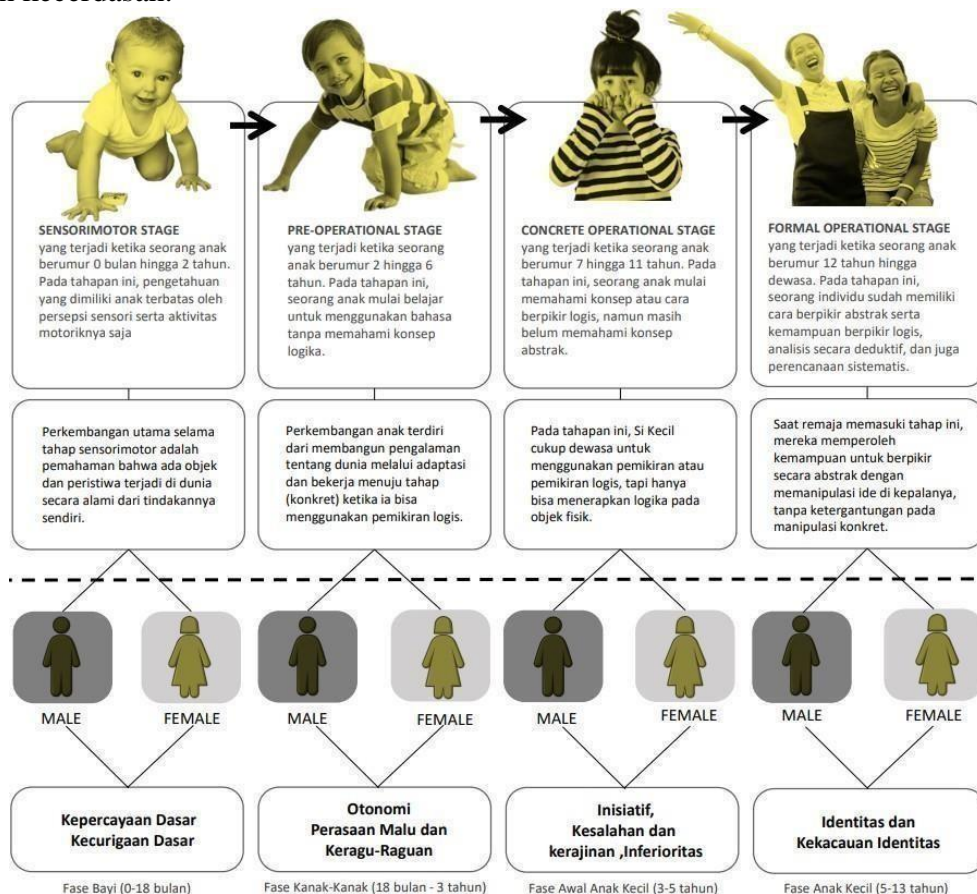 SENSORIMOTOR STAGE
yang terjadi ketika seorang anak
berumur 0 bulan hingga 2 tahun.
Pada tahapan ini, pengetahuan
yang dimiliki anak terbatas oleh
persepsi sensori serta aktivitas
motoriknya saja
PRE-OPERATIONAL STAGE
yang terjadi ketika seorang
anak berumur 2 hingga 6
tahun. Pada tahapan ini,
seorang anak mulai belajar
untuk menggunakan bahasa
tanpa memahami konsep
logika.
CONCRETE OPERATIONAL STAGE
yang terjadi ketika seorang anak
berumur 7 hingga 11 tahun. Pada
tahapan ini, seorang anak mulai
memahami konsep atau cara
berpikir logis, namun masih
belum memahami konsep
abstrak.
FORMAL OPERATIONAL STAGE
yang terjadi ketika seorang anak
berumur 12 tahun hingga
dewasa. Pada tahapan ini,
seorang individu sudah memiliki
cara berpikir abstrak serta
kemampuan berpikir logis,
analisis secara deduktif, dan juga
perencanaan sistematis.
Perkembangan utama selama
tahap sensorimotor adalah
pemahaman bahwa ada objek
dan peristiwa terjadi di dunia
secara alami dari tindakannya
sendiri.
Perkembangan anak terdiri
dari membangun pengalaman
tentang dunia melalui adaptasi
dan bekerja menuju tahap
(konkret) ketika ia bisa
menggunakan pemikiran logis.
Pada tahapan ini, Si Kecil
cukup dewasa untuk
menggunakan pemikiran atau
pemikiran logis, tapi hanya
bisa menerapkan logika pada
objek fisik.
Saat remaja memasuki tahap ini,
mereka memperoleh
kemampuan untuk berpikir
secara abstrak dengan
memanipulasi ide di kepalanya,
tanpa ketergantungan pada
manipulasi konkret.
MALE
FEMALE
MALE
FEMALE
MALE
FEMALE
MALE
FEMALE
Kepercayaan Dasar
Kecurigaan Dasar
Otonomi
Perasaan Malu dan
Keragu-Raguan
Inisiatif,
Kesalahan dan
kerajinan ,Inferioritas
Identitas dan
Kekacauan Identitas
Fase Bayi (0-18 bulan)
Fase Kanak-Kanak (18 bulan - 3 tahun)
Fase Awal Anak Kecil (3-5 tahun)
Fase Anak Kecil (5-13 tahun)